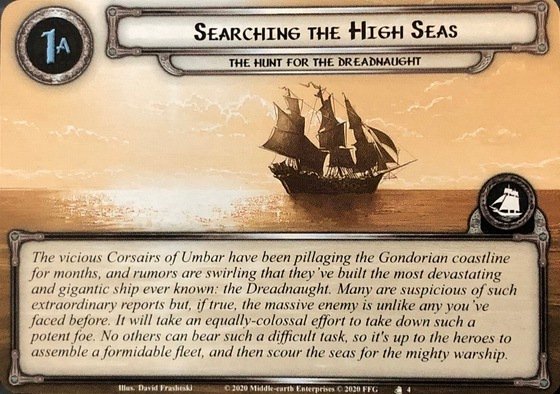 1A
SEARCHING THE HIGH SEAS
THE HUNT FOR THE DREADNAUGHT
The vicious Corsairs of Umbar have been pillaging the Gondorian coastline
for months, and rumors are swirling that they've built the most devastating
and gigantic ship ever known: the Dreadnaught. Many are suspicious of such
extraordinary reports but, if true, the massive enemy is unlike any you've
faced before. It will take an equally-colossal effort to take down such a
potent foe. No others can bear such a difficult task, so it's up to the heroes to
assemble a formidable fleet, and then scour the seas for the mighty warship.
Illus. David Frasheski © 2020 Middle-earth Enterprises © 2020 FFG 4